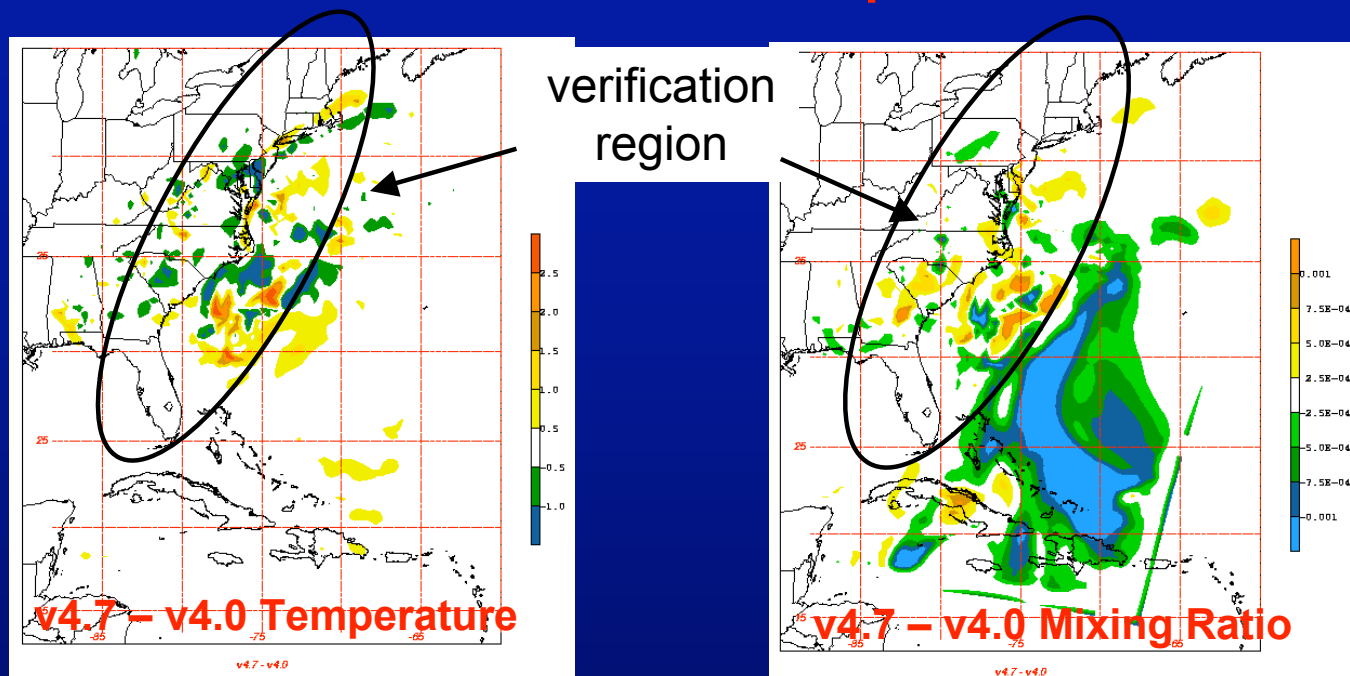 verification
region
35
25
15
-85
-75
-65
2.5
2.0
1.5
1.0
0.5
-0.5
-1.0
v4.7 – v4.0 Temperature
v4.7 - v4.0
35
25
15
-85
-75
-65
0.001
7.5E-04
5.0E-04
2.5E-04
-2.5E-04
-5.0E-04
-7.5E-04
-0.001
v4.7 – v4.0 Mixing Ratio
v4.7 - v4.0